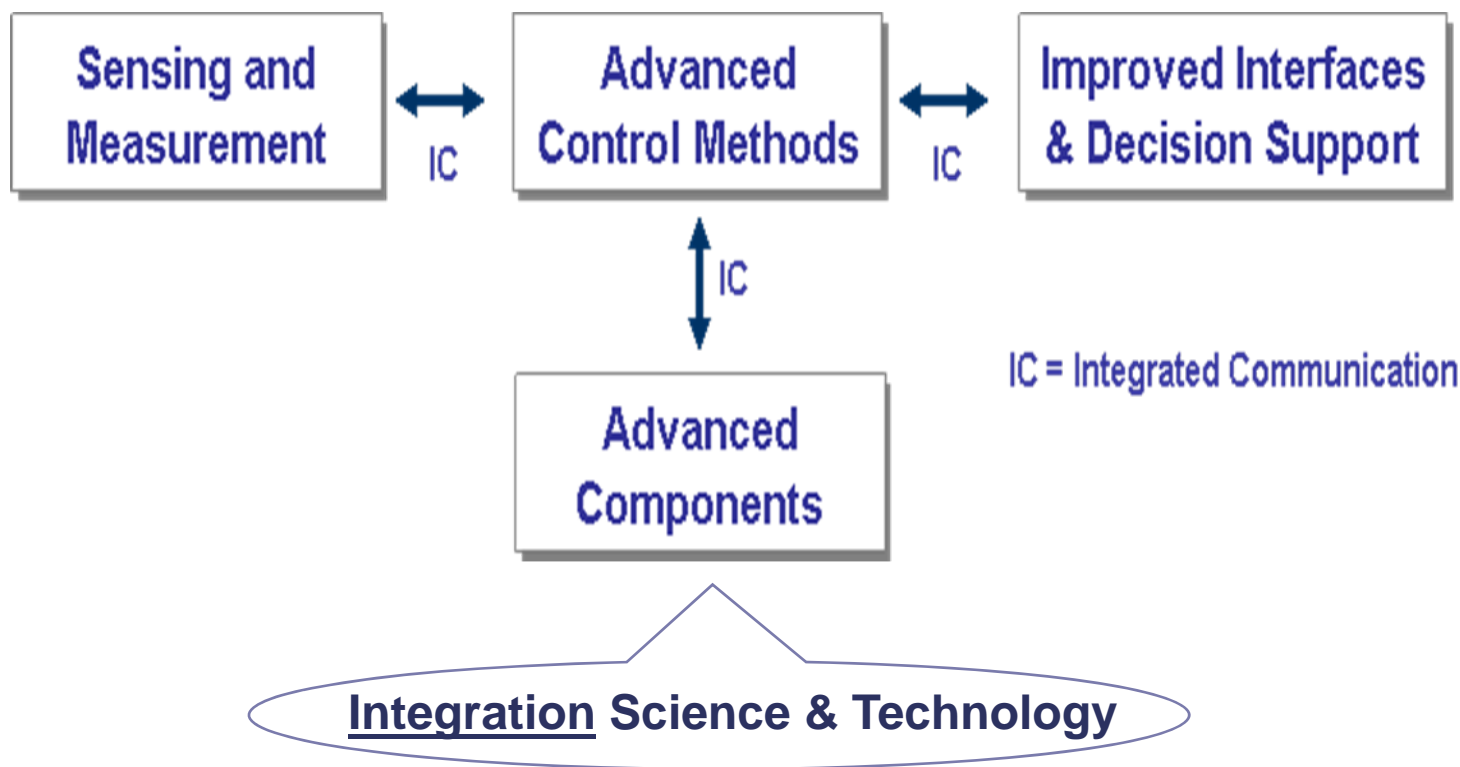 Sensing and
Measurement
IC
Advanced
Control Methods
IC
Improved Interfaces
& Decision Support
IC
IC = Integrated Communication
Advanced
Components
Integration Science & Technology